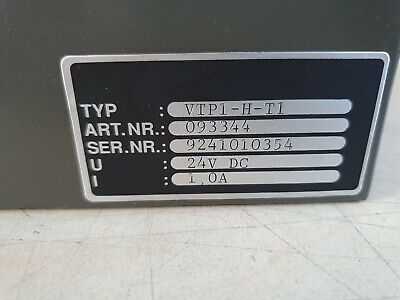 TYP : VTP1-H-T1
ART.NR.: 093344
SER.NR.: 9241010354
U : 24V DC
I : 1,0A